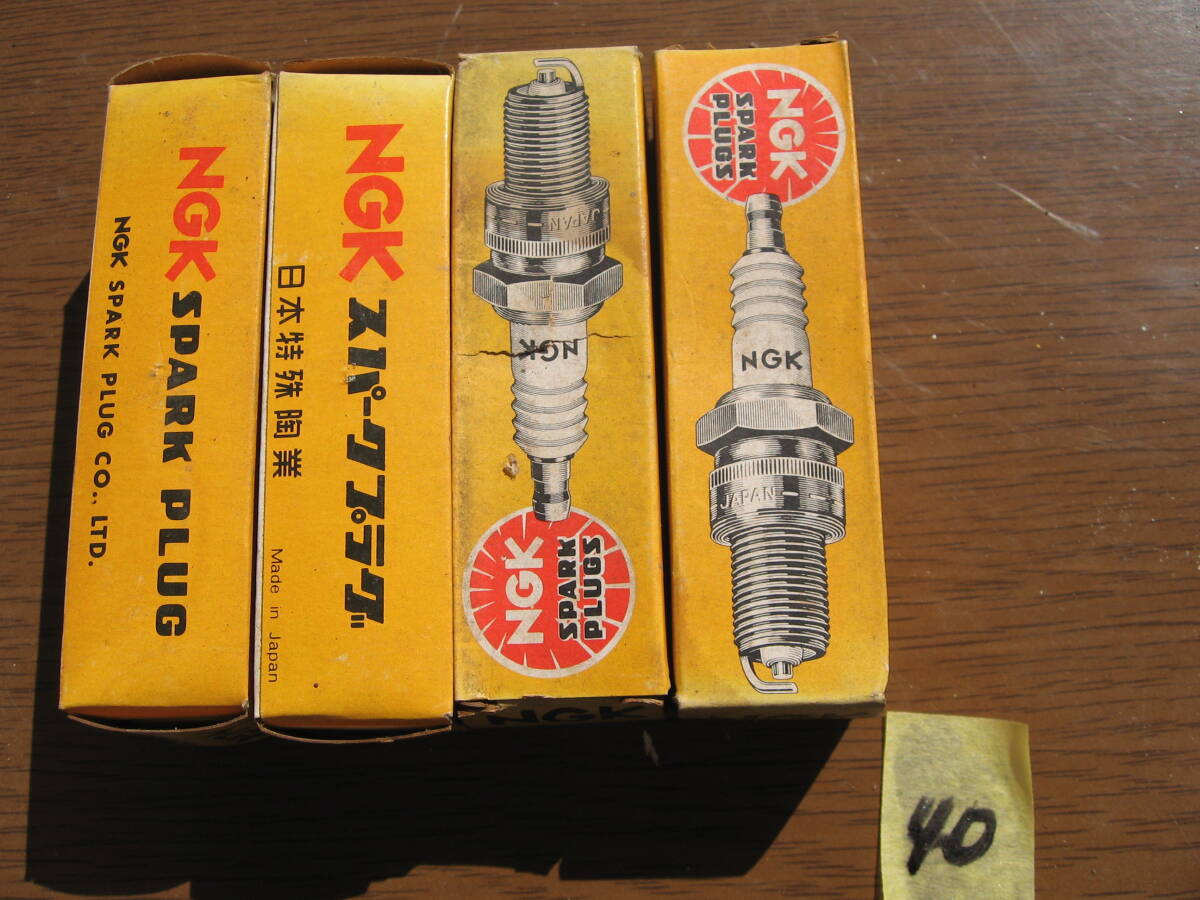 NGK SPARK PLUG
NGK SPARK PLUG CO., LTD.
NGK スパークプラグ
日本特殊陶業
Made in Japan
JAPAN
NGK
NGK
SPARK
PLUGS
NGK
NGK
SPARK
PLUGS
NGK
JAPAN
40